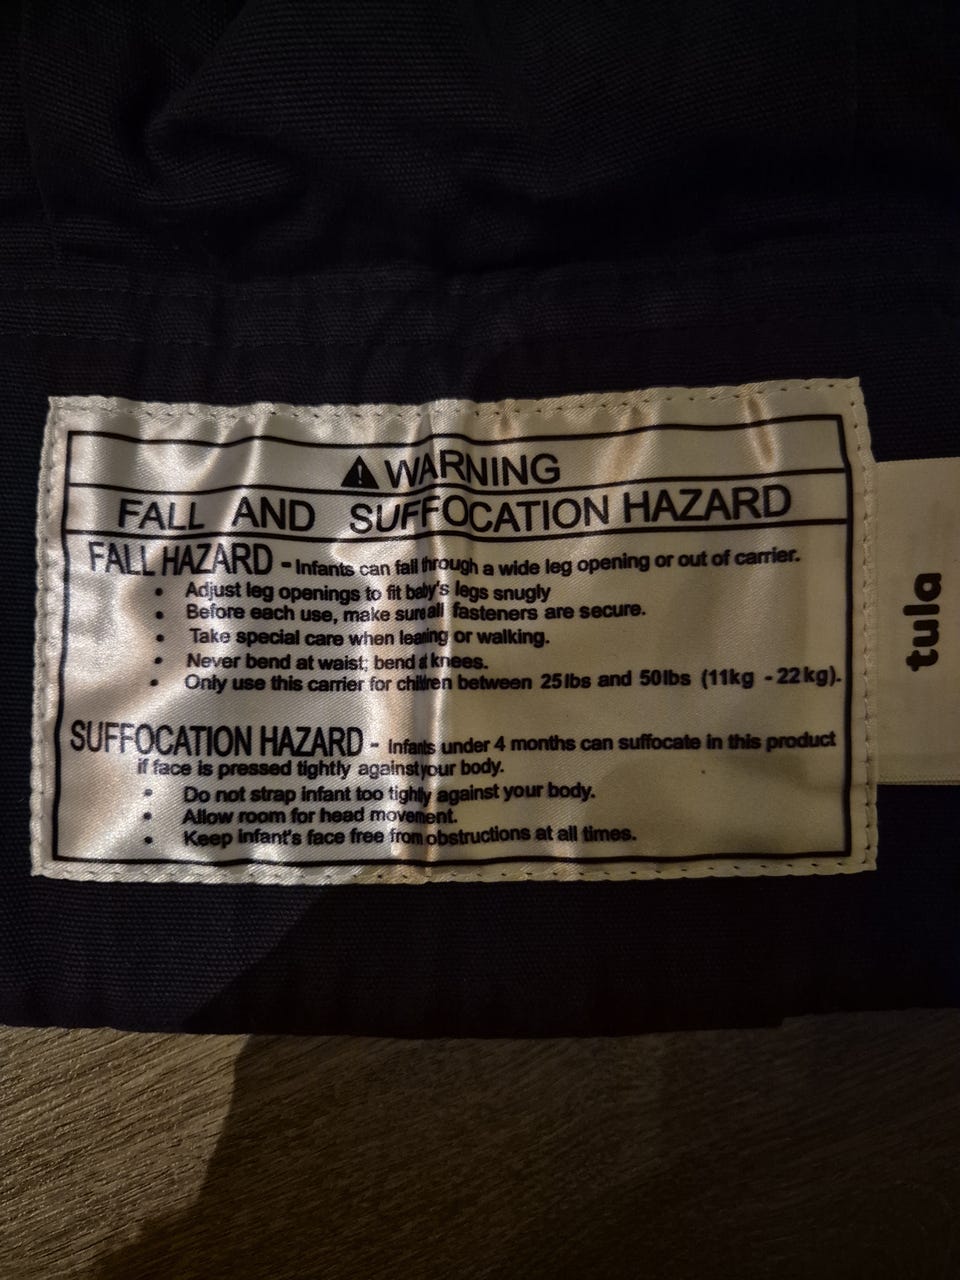 WARNING
FALL AND SUFFOCATION HAZARD
FALL HAZARD - Infants can fall through a wide leg opening or out of carrier.
• Adjust leg openings to fit baby's legs snugly
• Before each use, make sure all fasteners are secure.
• Take special care when leaning or walking.
• Never bend at waist; bend at knees.
• Only use this carrier for children between 25lbs and 50lbs (11kg - 22kg).
SUFFOCATION HAZARD - Infants under 4 months can suffocate in this product
if face is pressed tightly against your body.
• Do not strap infant too tightly against your body.
• Allow room for head movement.
• Keep infant's face free from obstructions at all times.
tula